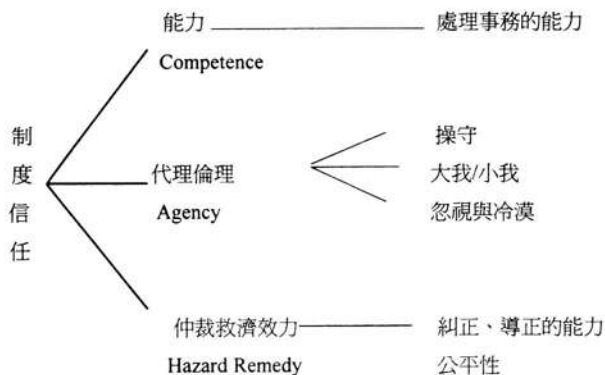 制度信任
能力
Competence
處理事務的能力
代理倫理
Agency
操守
大我/小我
忽視與冷漠
仲裁救濟效力
Hazard Remedy
糾正、導正的能力
公平性